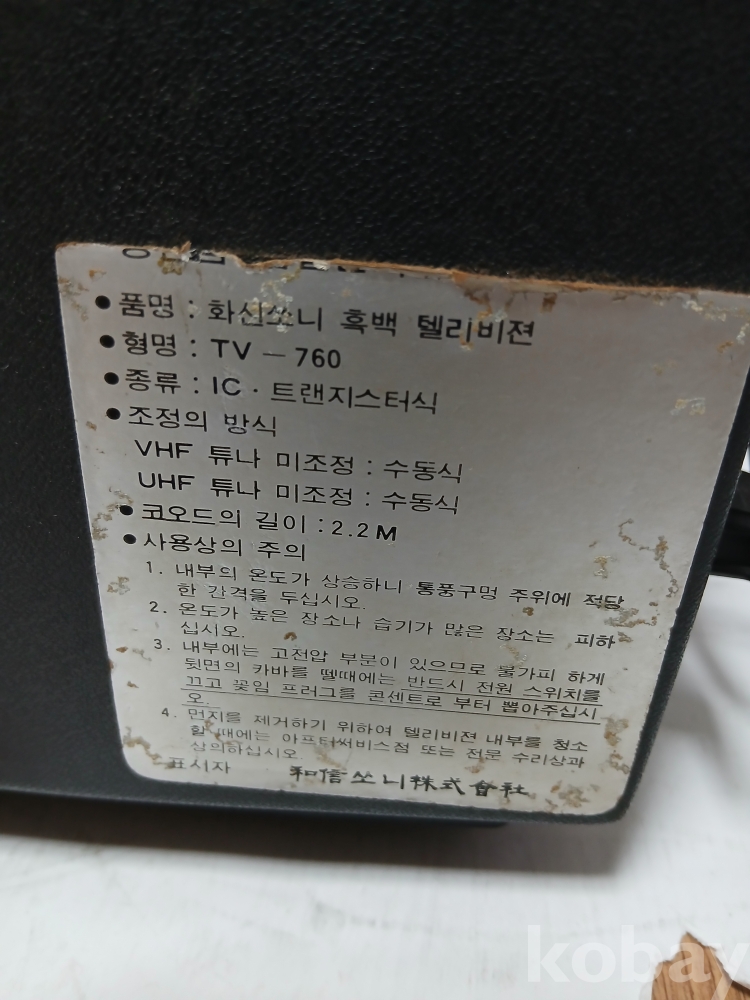 ● 품명 : 화신쏘니 흑백 텔리비젼
● 형명 : TV - 760
● 종류 : IC · 트랜지스터식
● 조정의 방식
VHF 튜나 미조정 : 수동식
UHF 튜나 미조정 : 수동식
● 코오드의 길이 : 2.2M
● 사용상의 주의
1. 내부의 온도가 상승하니 통풍구멍 주위에 적당
한 간격을 두십시오.
2. 온도가 높은 장소나 습기가 많은 장소는 피하
십시오.
3. 내부에는 고전압 부분이 있으므로 불가피 하게
뒷면의 카바를 뗄때에는 반드시 전원 스위치를
끄고 꽂임 프러그를 콘센트로 부터 뽑아주십시
오.
4. 먼지를 제거하기 위하여 텔리비젼 내부를 청소
할 때에는 아프터써비스점 또는 전문 수리상과
상의하십시오
표시자 和信쏘니株式會社
kobay